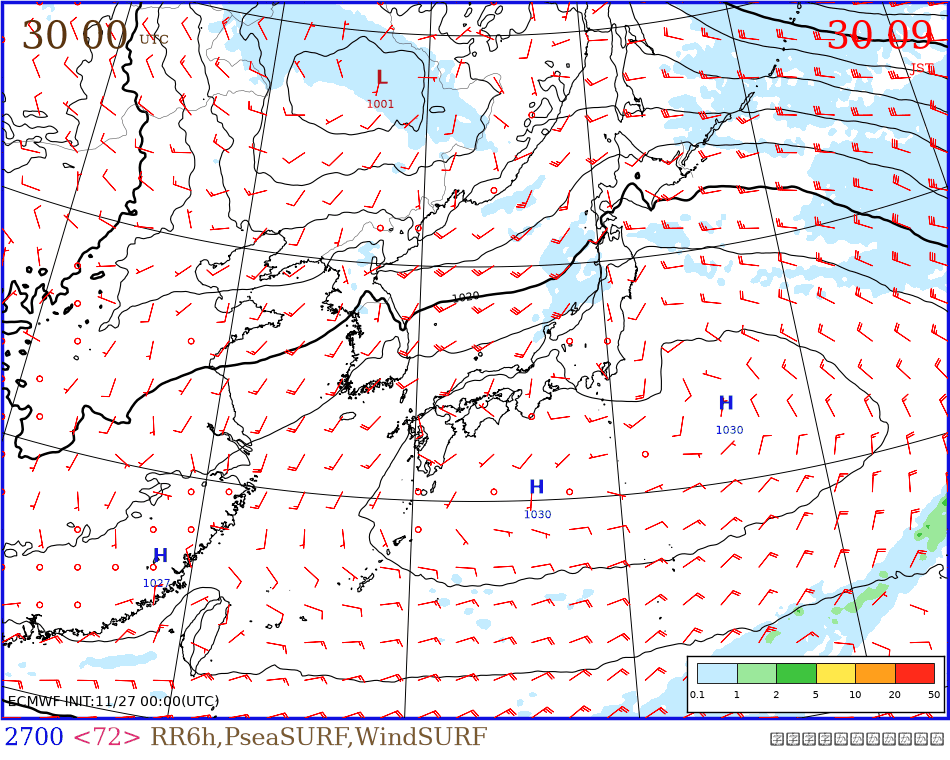 30 00 UTC
30 09 JST
L
1001
1020
H
1030
H
1030
H
1027
ECMWF INIT:11/27 00:00(UTC)
0.1 1 2 5 10 20 50
2700 <72> RR6h,PseaSURF,WindSURF